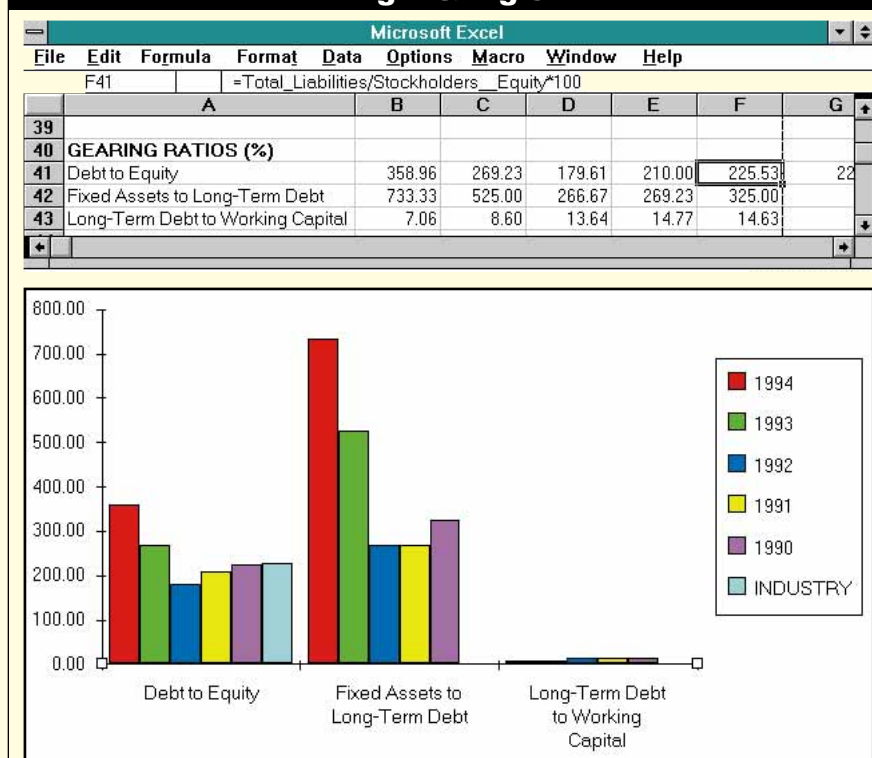 Microsoft Excel
File Edit Formula Format Data Options Macro Window Help
F41 =Total_Liabilities/Stockholders__Equity*100
A B C D E F G
39
40 GEARING RATIOS (%)
41 Debt to Equity 358.96 269.23 179.61 210.00 225.53 22
42 Fixed Assets to Long-Term Debt 733.33 525.00 266.67 269.23 325.00
43 Long-Term Debt to Working Capital 7.06 8.60 13.64 14.77 14.63
800.00
700.00
600.00
500.00
400.00
300.00
200.00
100.00
0.00
Debt to Equity
Fixed Assets to
Long-Term Debt
Long-Term Debt
to Working
Capital
1994
1993
1992
1991
1990
INDUSTRY